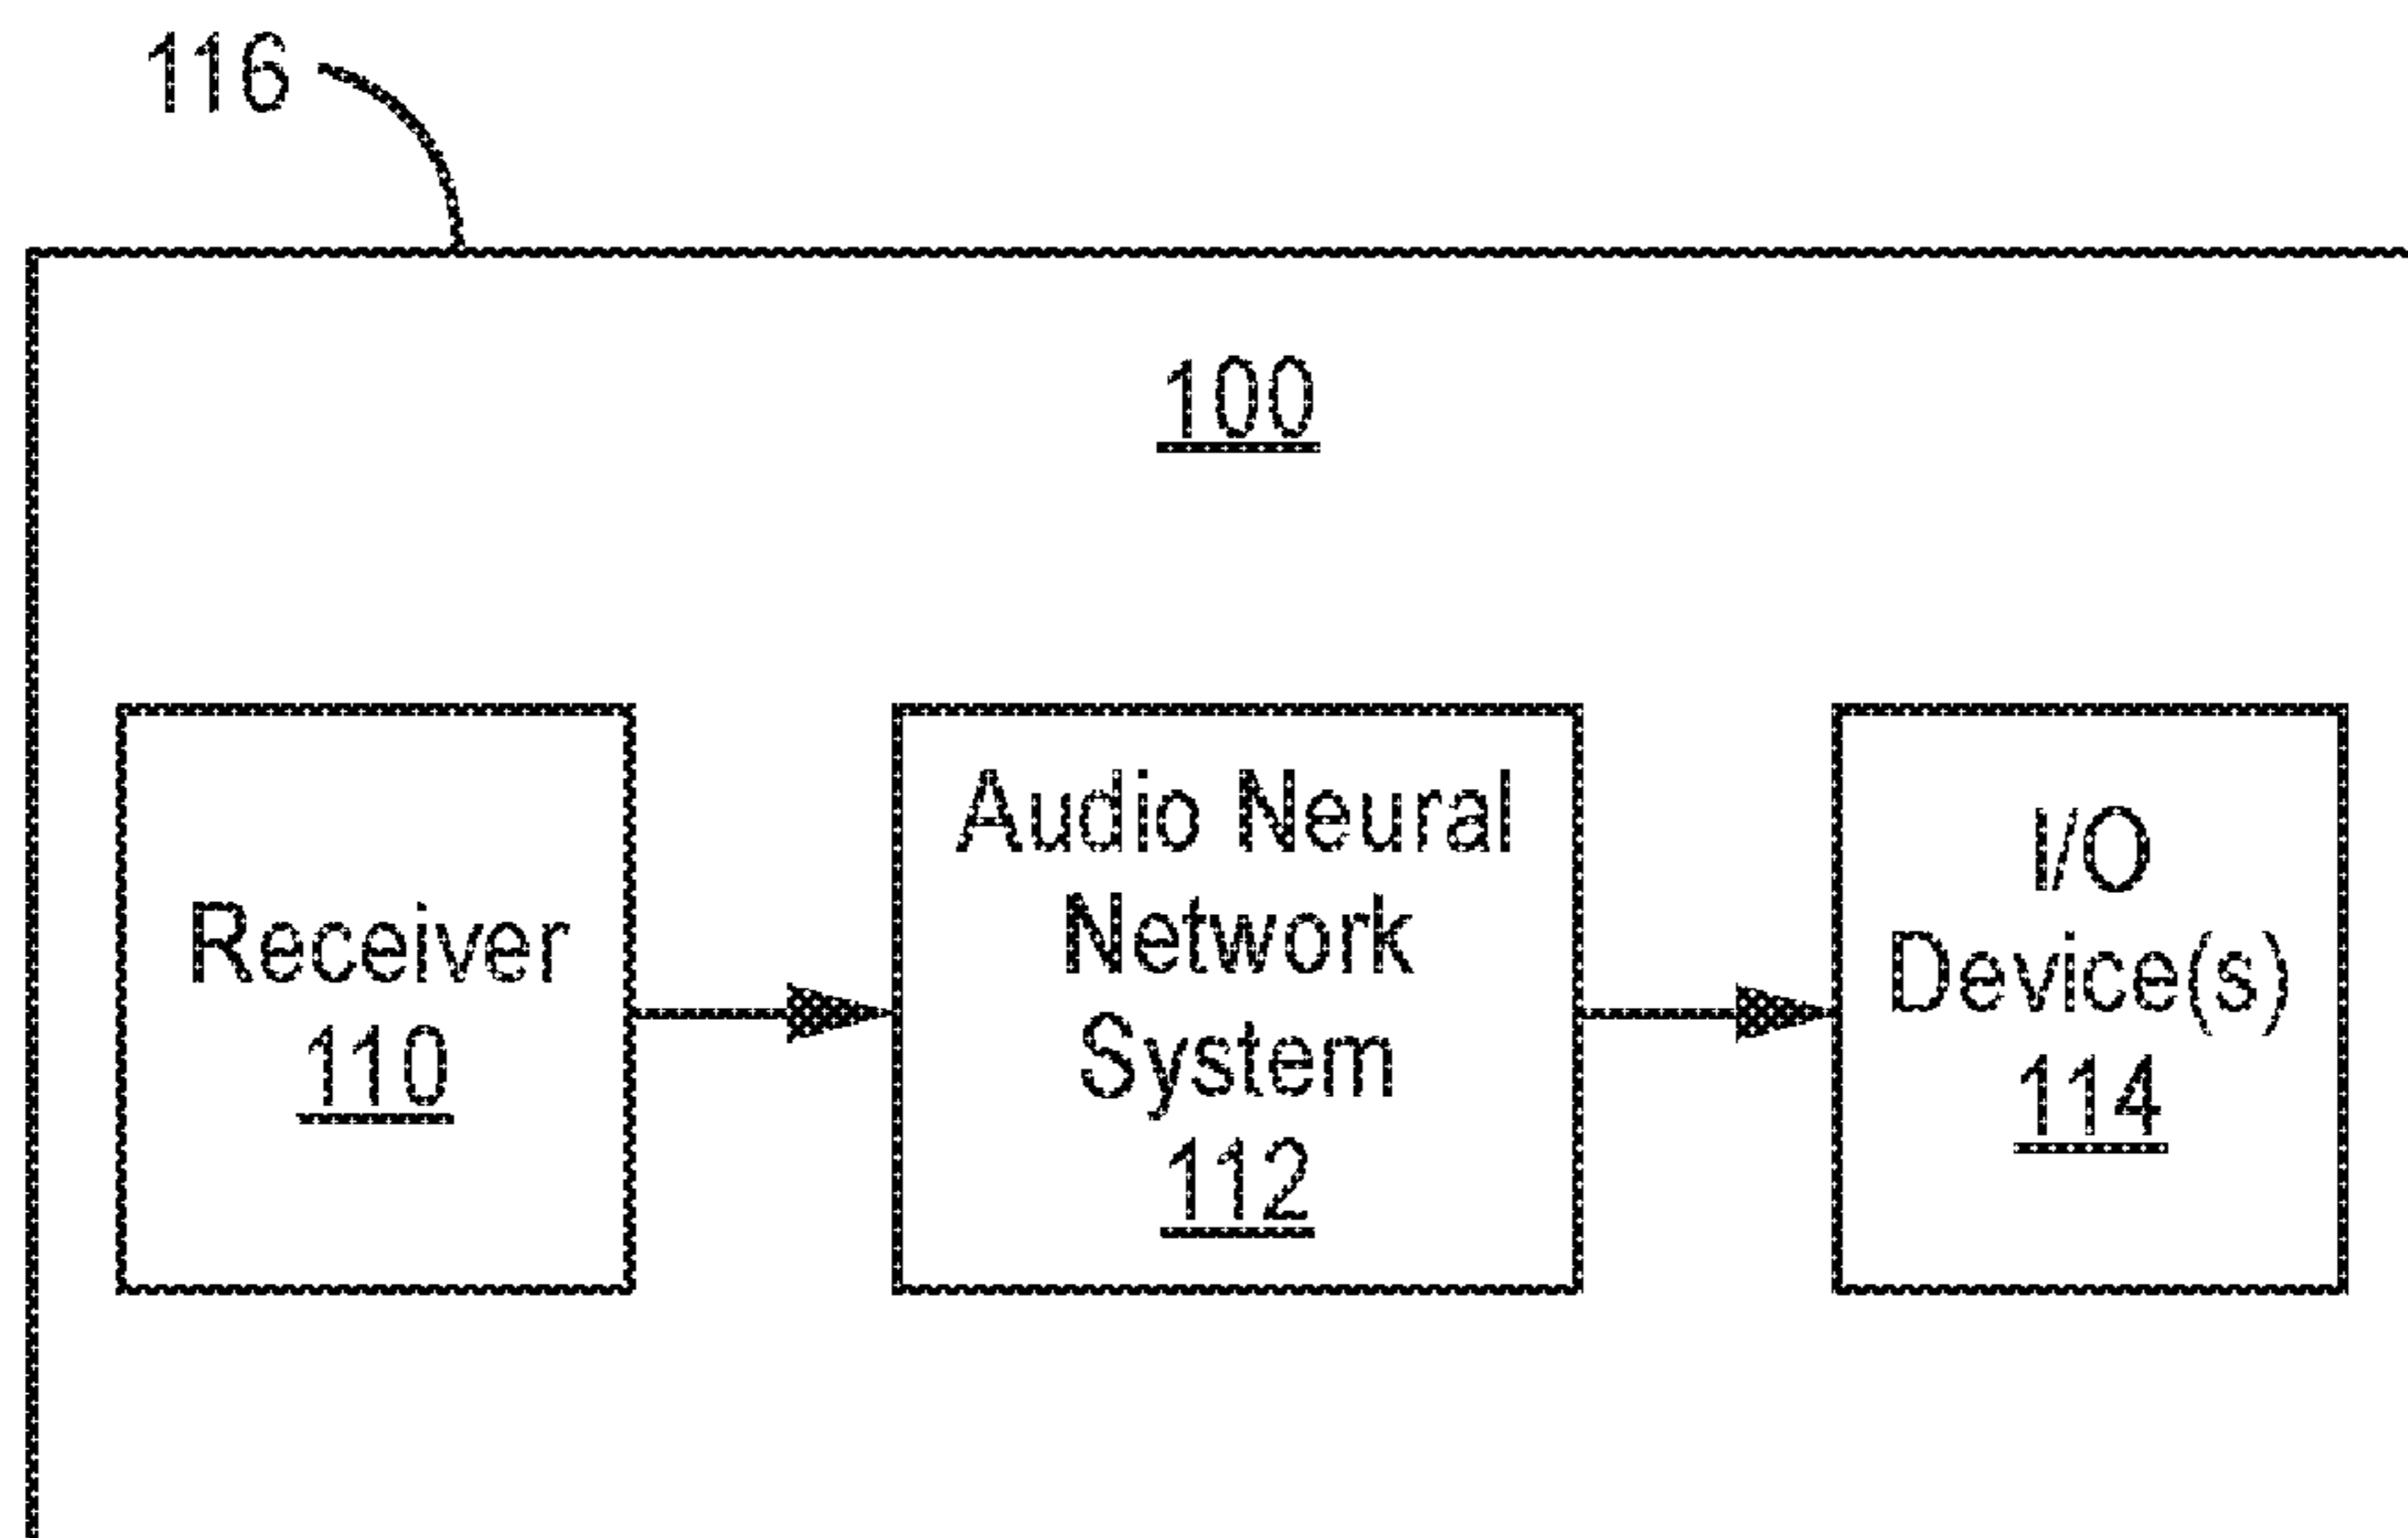 116
100
Receiver
110
Audio Neural
Network
System
112
I/O
Device(s)
114